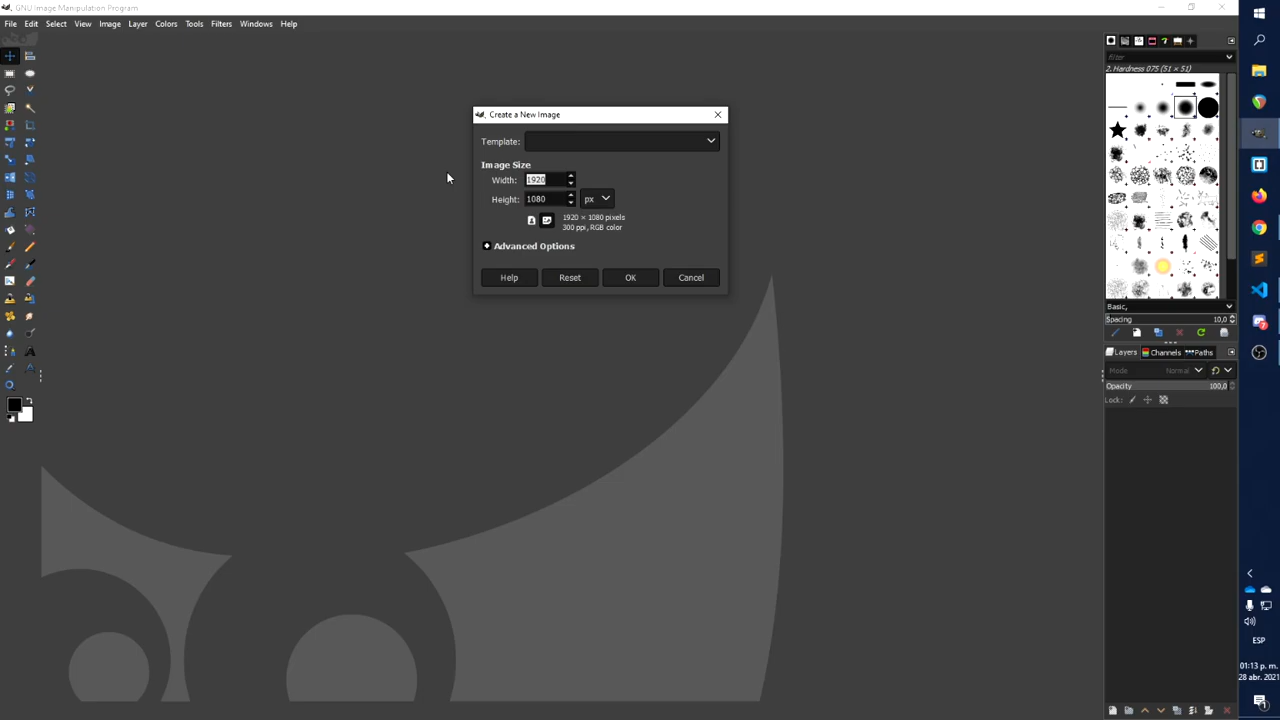 GNU Image Manipulation Program
File Edit Select View Image Layer Colors Tools Filters Windows Help
filter
2. Hardness 075 (51 × 51)
Create a New Image
Template:
Image Size
Width: 1920
Height: 1080 px
1920 × 1080 pixels
300 ppi, RGB color
Advanced Options
Help Reset OK Cancel
Basic,
Spacing 10,0
Layers Channels Paths
Mode Normal
Opacity 100,0
Lock:
ESP
01:13 p. m.
28 abr. 2021